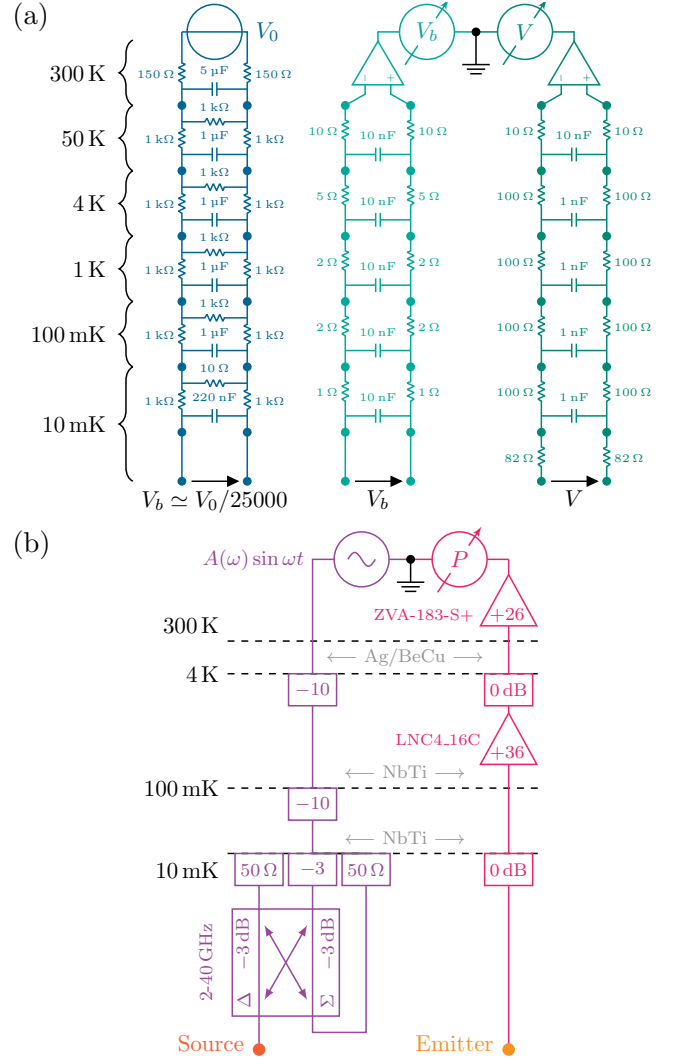 (a)
V₀ V_b V
300 K 150 Ω 5 µF 150 Ω − + − +
1 kΩ 10 Ω 10 nF 10 Ω 10 Ω 10 nF 10 Ω
50 K 1 kΩ 1 µF 1 kΩ
1 kΩ
4 K 1 kΩ 1 µF 1 kΩ 5 Ω 10 nF 5 Ω 100 Ω 1 nF 100 Ω
1 kΩ
1 K 1 kΩ 1 µF 1 kΩ 2 Ω 10 nF 2 Ω 100 Ω 1 nF 100 Ω
1 kΩ
100 mK 1 kΩ 1 µF 1 kΩ 2 Ω 10 nF 2 Ω 100 Ω 1 nF 100 Ω
10 Ω
1 kΩ 220 nF 1 kΩ 1 Ω 10 nF 1 Ω 100 Ω 1 nF 100 Ω
10 mK
82 Ω 82 Ω
V_b ≃ V₀/25000 V_b V
(b)
A(ω) sin ωt P
ZVA-183-S+ +26
300 K
Ag/BeCu
4 K −10 0 dB
LNC4_16C +36
NbTi
100 mK −10
NbTi
10 mK 50 Ω −3 50 Ω 0 dB
2-40 GHz Δ −3 dB Σ −3 dB
Source Emitter